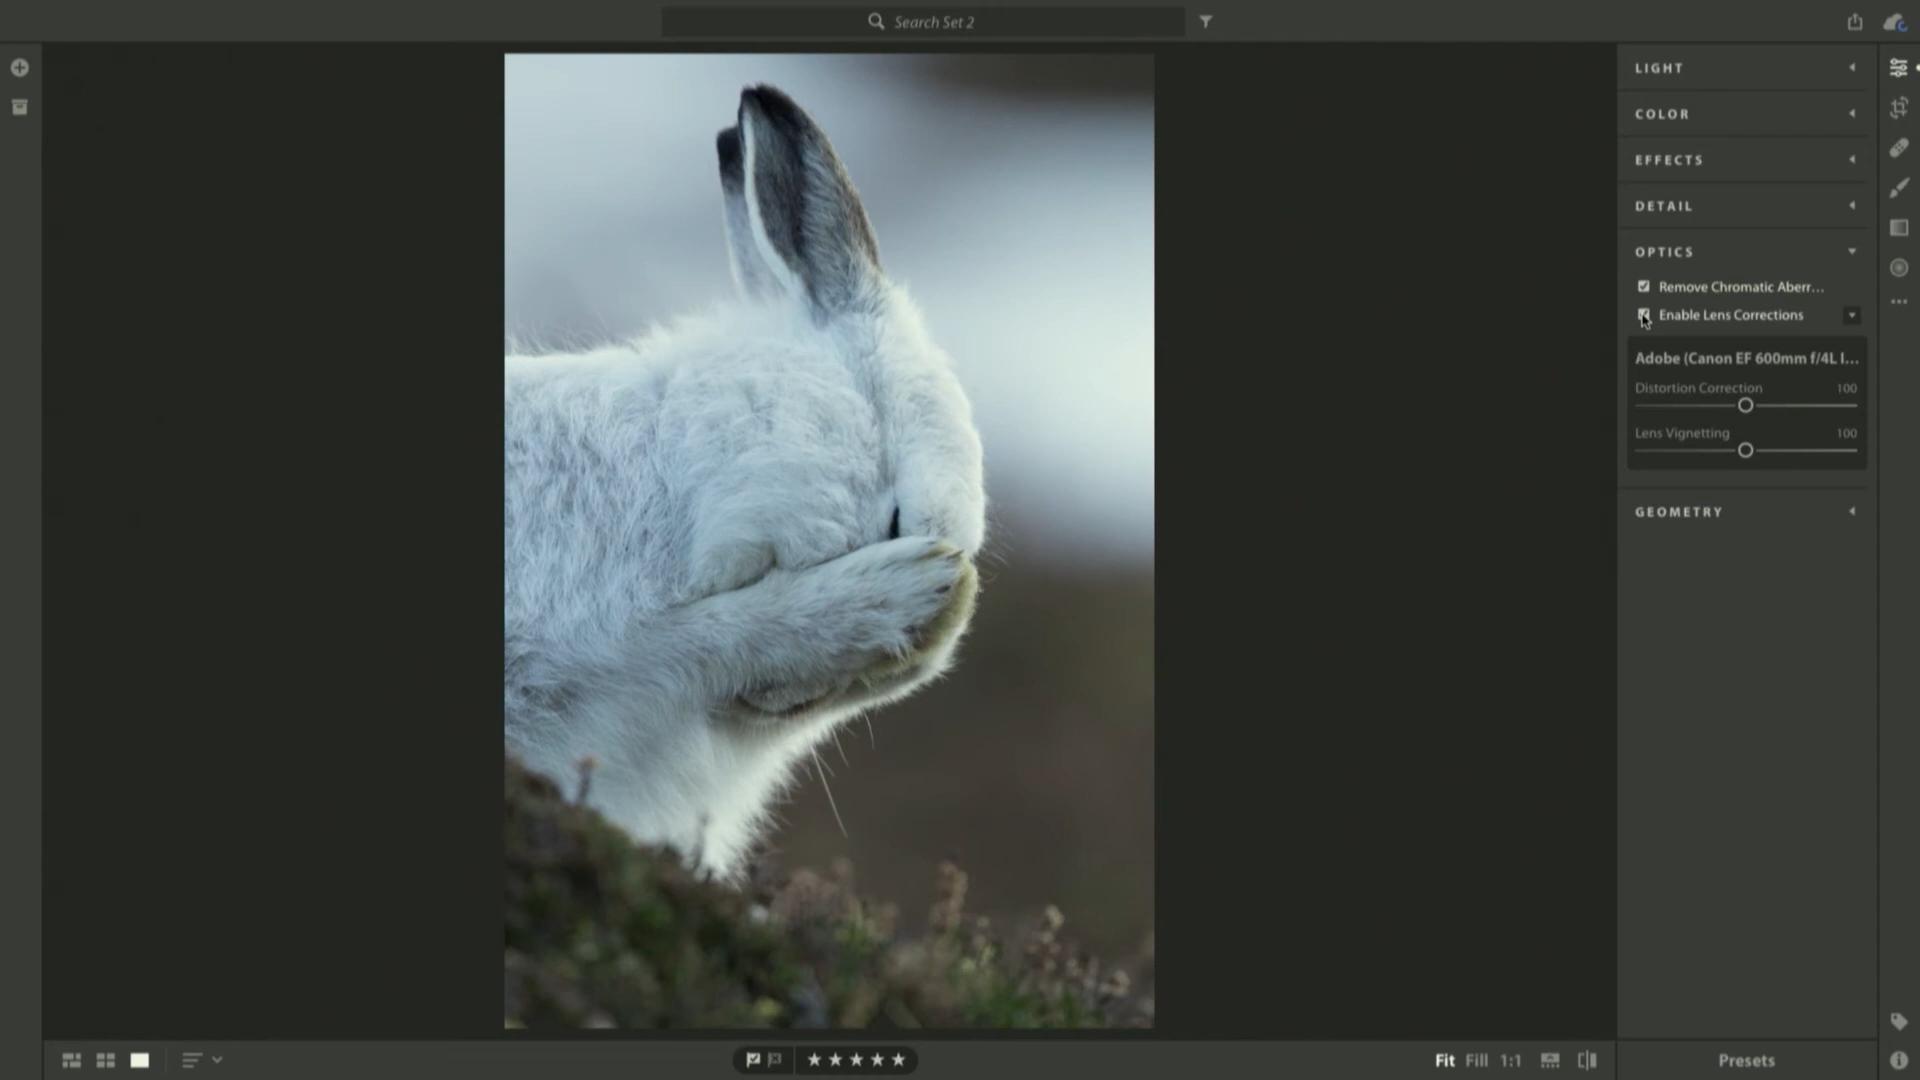 Search Set 2
LIGHT
COLOR
EFFECTS
DETAIL
OPTICS
Remove Chromatic Aberr...
Enable Lens Corrections
Adobe (Canon EF 600mm f/4L I...
Distortion Correction 100
Lens Vignetting 100
GEOMETRY
Fit Fill 1:1
Presets